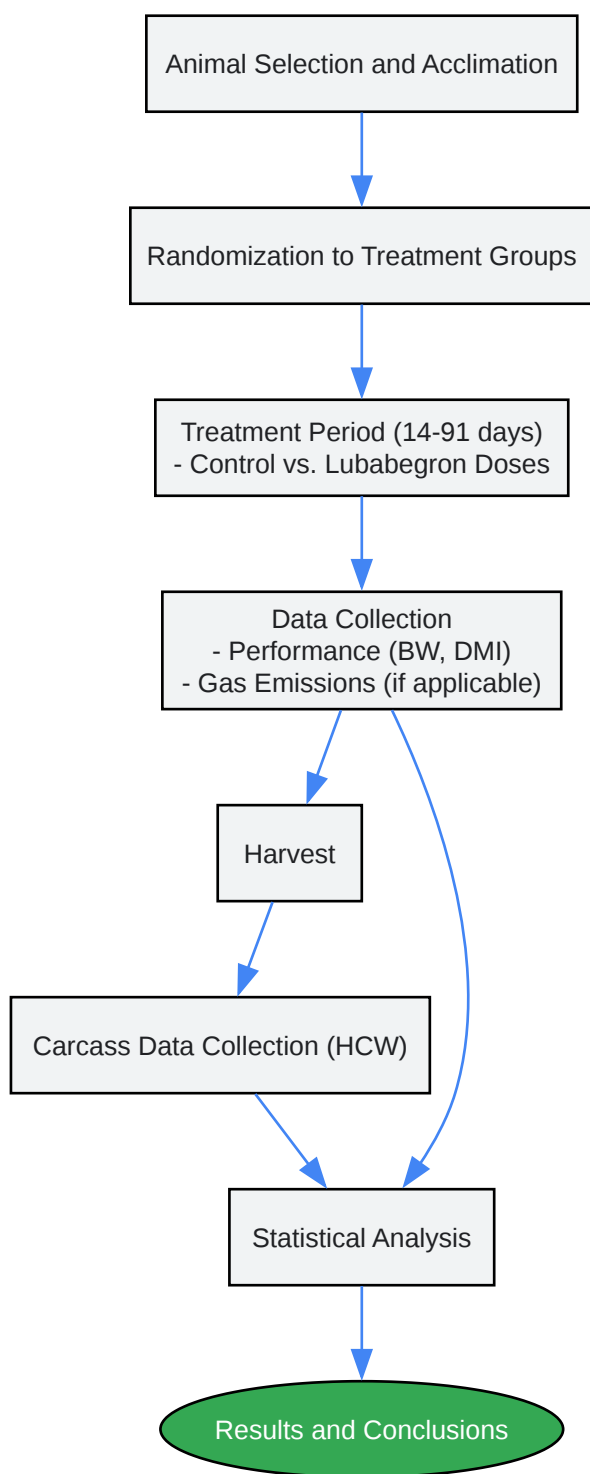 Animal Selection and Acclimation
Randomization to Treatment Groups
Treatment Period (14-91 days)
- Control vs. Lubabegron Doses
Data Collection
- Performance (BW, DMI)
- Gas Emissions (if applicable)
Harvest
Carcass Data Collection (HCW)
Statistical Analysis
Results and Conclusions